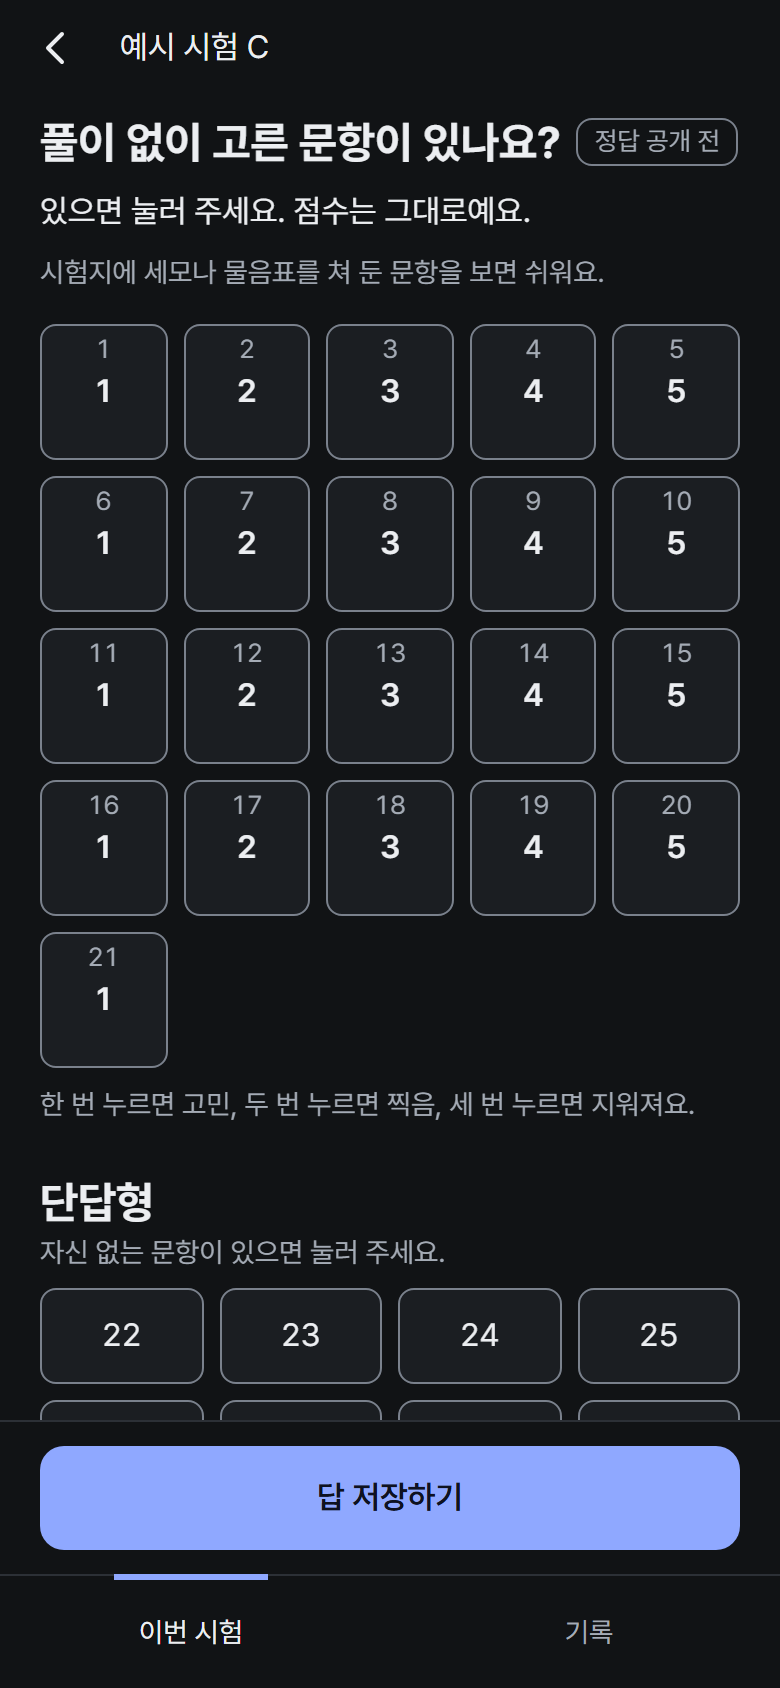 예시 시험 C
풀이 없이 고른 문항이 있나요? 정답 공개 전
있으면 눌러 주세요. 점수는 그대로예요.
시험지에 세모나 물음표를 쳐 둔 문항을 보면 쉬워요.
1 2 3 4 5
1 2 3 4 5
6 7 8 9 10
1 2 3 4 5
11 12 13 14 15
1 2 3 4 5
16 17 18 19 20
1 2 3 4 5
21
1
한 번 누르면 고민, 두 번 누르면 찍음, 세 번 누르면 지워져요.
단답형
자신 없는 문항이 있으면 눌러 주세요.
22 23 24 25
답 저장하기
이번 시험 기록